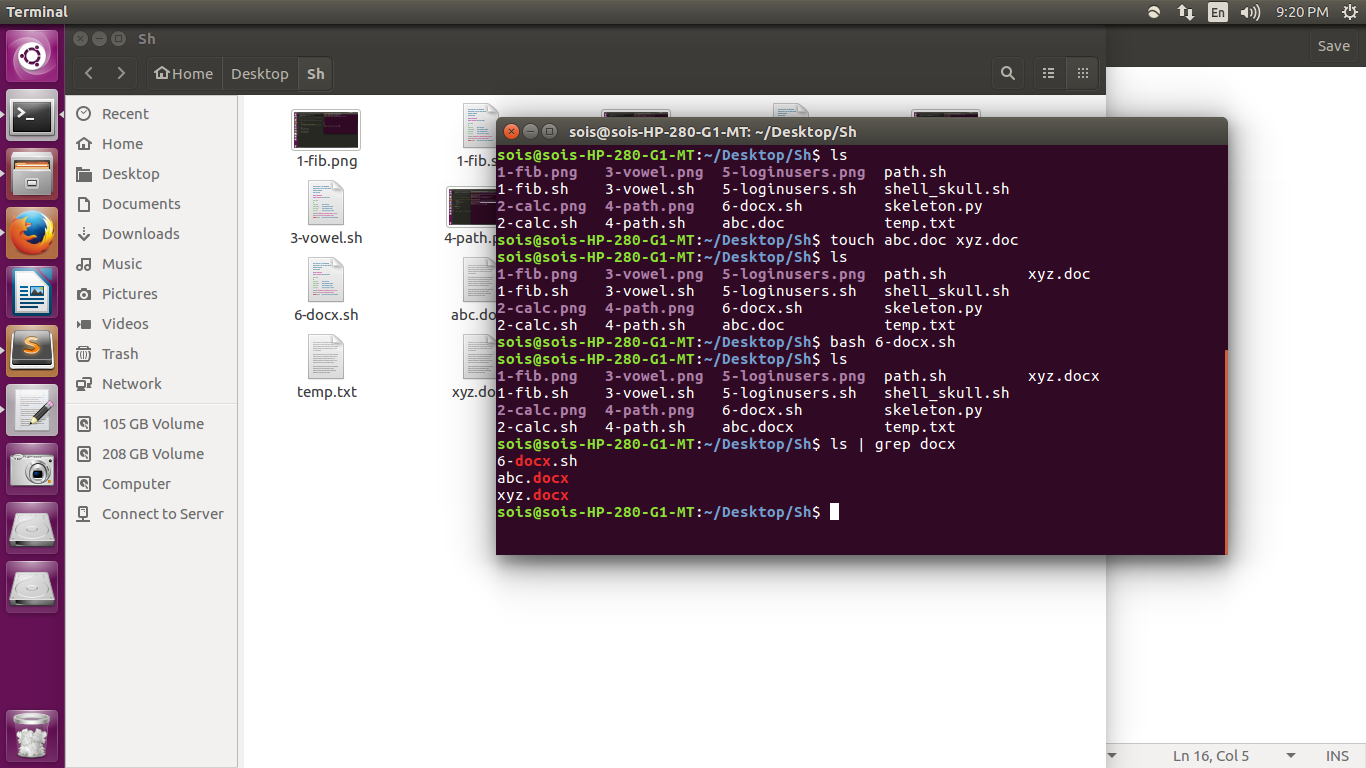 Terminal
En
9:20 PM
Sh
Save
Home
Desktop
Sh
Recent
Home
Desktop
Documents
Downloads
Music
Pictures
Videos
Trash
Network
105 GB Volume
208 GB Volume
Computer
Connect to Server
1-fib.png
1-fib.s
3-vowel.sh
4-path.p
6-docx.sh
abc.do
temp.txt
xyz.do
sois@sois-HP-280-G1-MT: ~/Desktop/Sh
sois@sois-HP-280-G1-MT:~/Desktop/Sh$ ls
1-fib.png 3-vowel.png 5-loginusers.png path.sh
1-fib.sh 3-vowel.sh 5-loginusers.sh shell_skull.sh
2-calc.png 4-path.png 6-docx.sh skeleton.py
2-calc.sh 4-path.sh abc.doc temp.txt
sois@sois-HP-280-G1-MT:~/Desktop/Sh$ touch abc.doc xyz.doc
sois@sois-HP-280-G1-MT:~/Desktop/Sh$ ls
1-fib.png 3-vowel.png 5-loginusers.png path.sh xyz.doc
1-fib.sh 3-vowel.sh 5-loginusers.sh shell_skull.sh
2-calc.png 4-path.png 6-docx.sh skeleton.py
2-calc.sh 4-path.sh abc.doc temp.txt
sois@sois-HP-280-G1-MT:~/Desktop/Sh$ bash 6-docx.sh
sois@sois-HP-280-G1-MT:~/Desktop/Sh$ ls
1-fib.png 3-vowel.png 5-loginusers.png path.sh xyz.docx
1-fib.sh 3-vowel.sh 5-loginusers.sh shell_skull.sh
2-calc.png 4-path.png 6-docx.sh skeleton.py
2-calc.sh 4-path.sh abc.docx temp.txt
sois@sois-HP-280-G1-MT:~/Desktop/Sh$ ls | grep docx
6-docx.sh
abc.docx
xyz.docx
sois@sois-HP-280-G1-MT:~/Desktop/Sh$
Ln 16, Col 5
INS